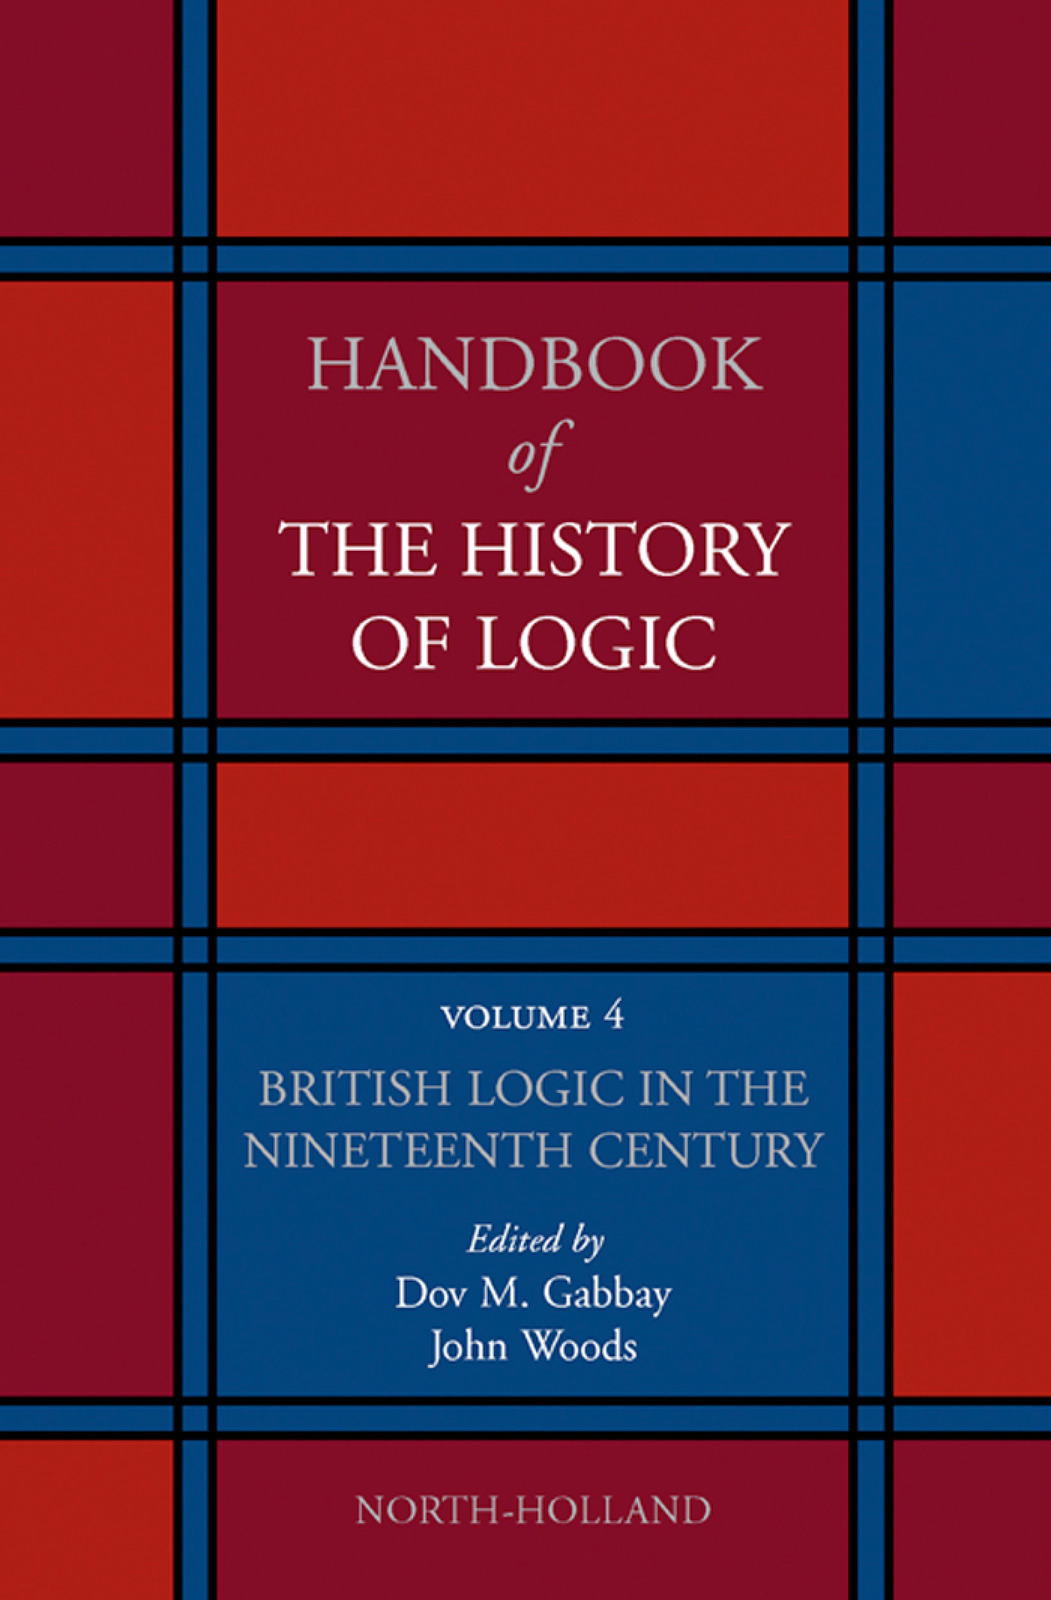 HANDBOOK
of
THE HISTORY
OF LOGIC
VOLUME 4
BRITISH LOGIC IN THE
NINETEENTH CENTURY
Edited by
Dov M. Gabbay
John Woods
NORTH-HOLLAND